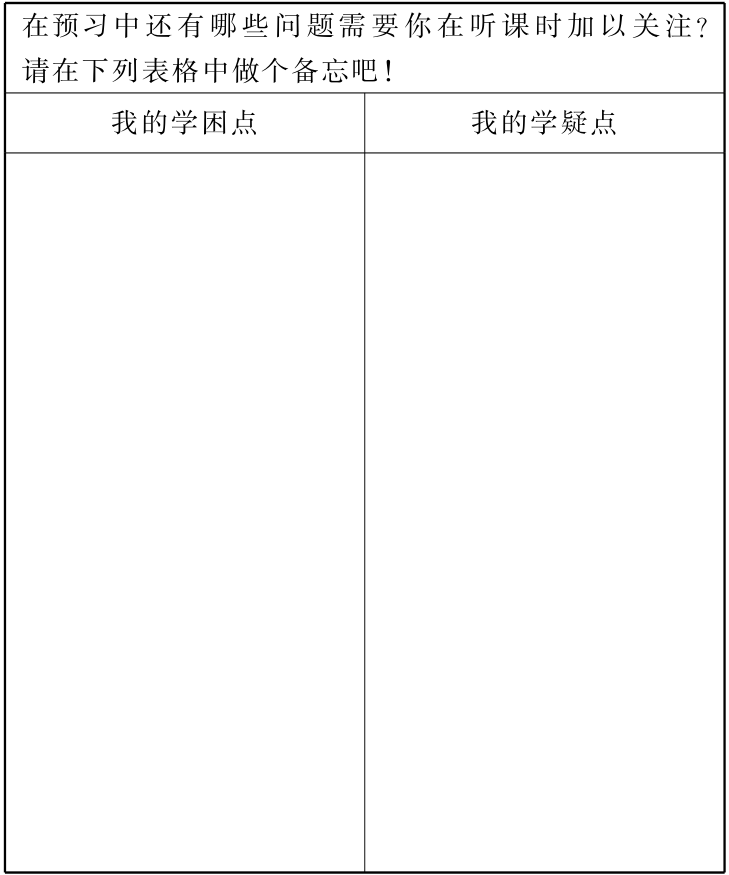 在预习中还有哪些问题需要你在听课时加以关注?
请在下列表格中做个备忘吧!
我的学困点
我的学疑点